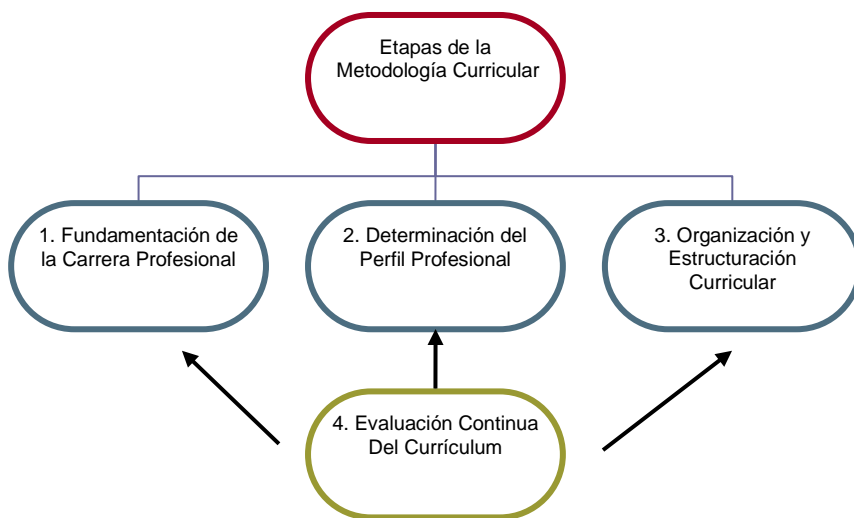 Etapas de la
Metodología Curricular
1. Fundamentación de
la Carrera Profesional
2. Determinación del
Perfil Profesional
3. Organización y
Estructuración
Curricular
4. Evaluación Continua
Del Currículum